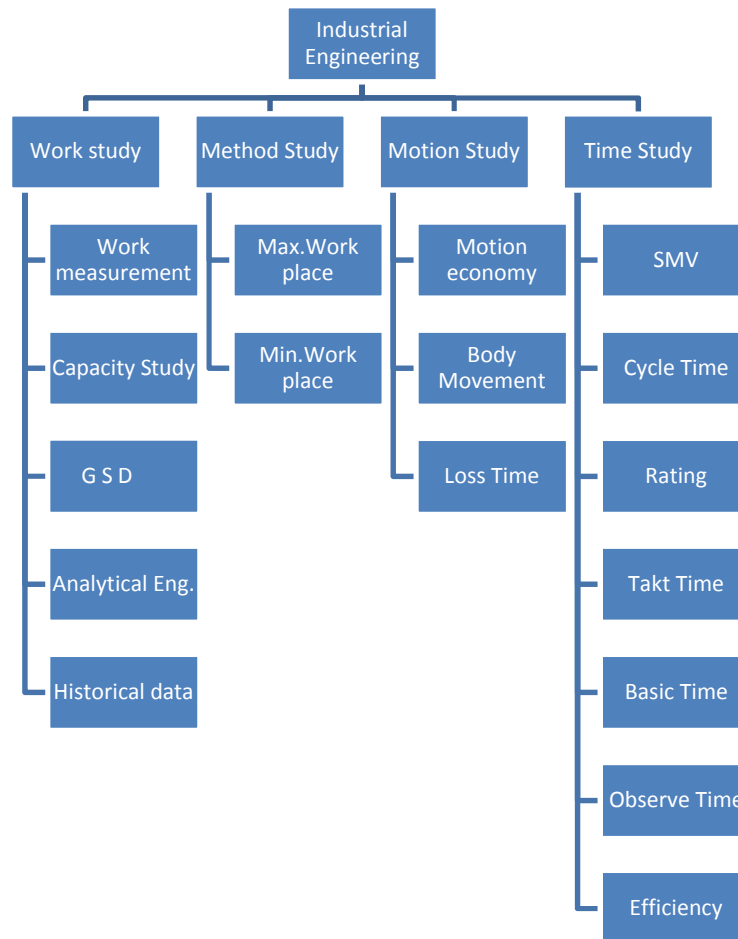 Industrial
Engineering
Work study
Method Study
Motion Study
Time Study
Work
measurement
Capacity Study
G S D
Analytical Eng.
Historical data
Max.Work
place
Min.Work
place
Motion
economy
Body
Movement
Loss Time
SMV
Cycle Time
Rating
Takt Time
Basic Time
Observe Time
Efficiency